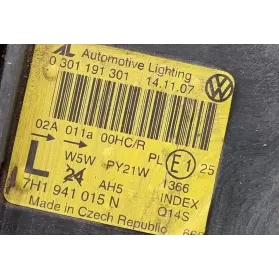 AL Automotive Lighting
0 301 191 301 14.11.07
02A 011a 00HC/R
PL E1 25
L W5W PY21W 1366
24 AH5 INDEX
7H1 941 015 N Q14S
Made in Czech Republic